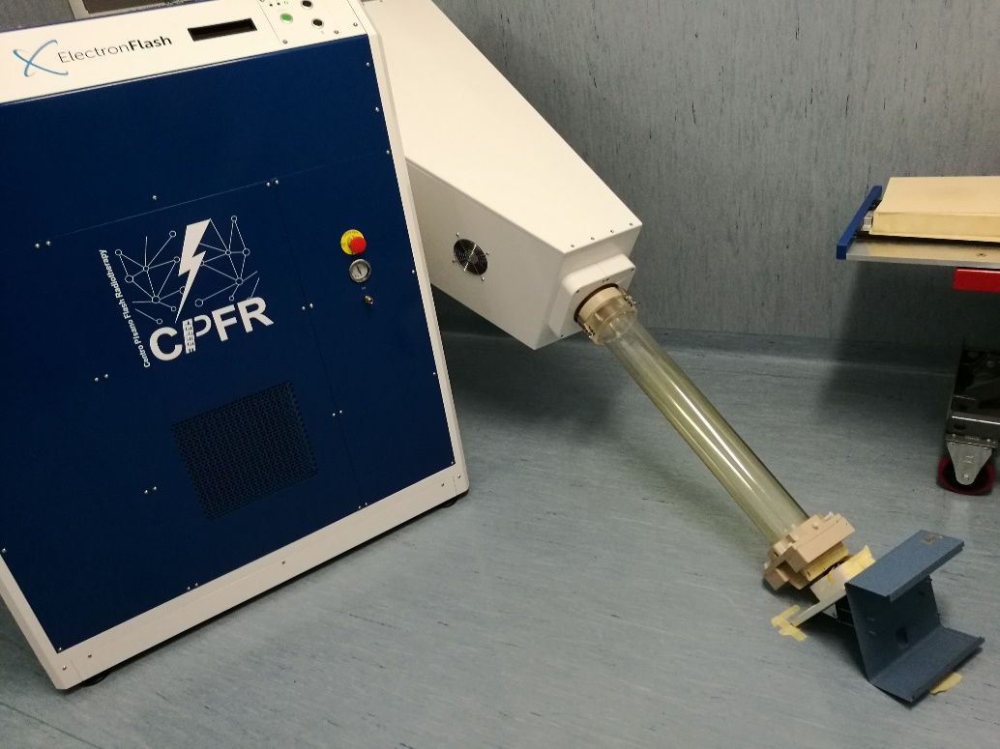 ElectronFlash
Centro Pisano Flash Radiotherapy
CPFR